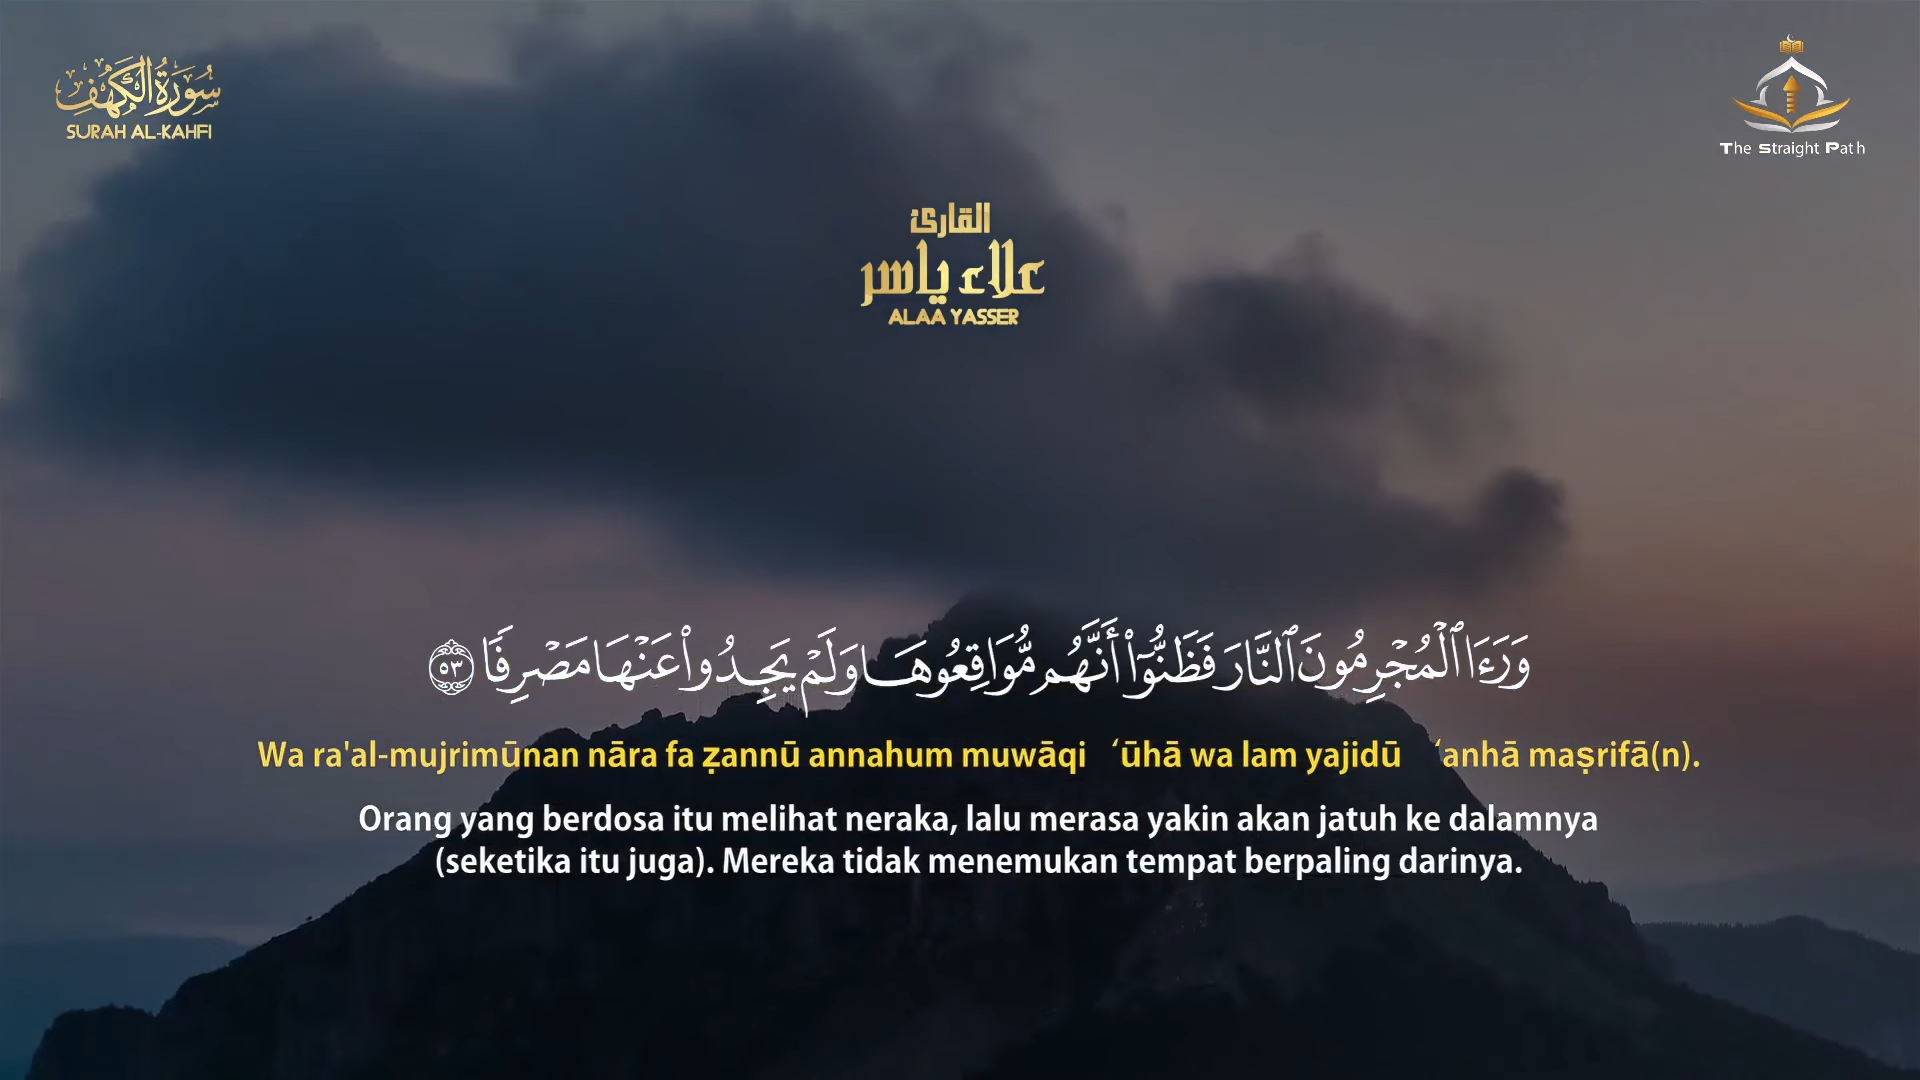 سُورَةُ الكَهْفِ
SURAH AL-KAHFI
The Straight Path
القارئ
علاء ياسر
ALAA YASSER
وَرَءَا ٱلْمُجْرِمُونَ ٱلنَّارَ فَظَنُّوٓا۟ أَنَّهُم مُّوَاقِعُوهَا وَلَمْ يَجِدُوا۟ عَنْهَا مَصْرِفًا ٥٣
Wa ra'al-mujrimūnan nāra fa ẓannū annahum muwāqi ‘ūhā wa lam yajidū ‘anhā maṣrifā(n).
Orang yang berdosa itu melihat neraka, lalu merasa yakin akan jatuh ke dalamnya
(seketika itu juga). Mereka tidak menemukan tempat berpaling darinya.